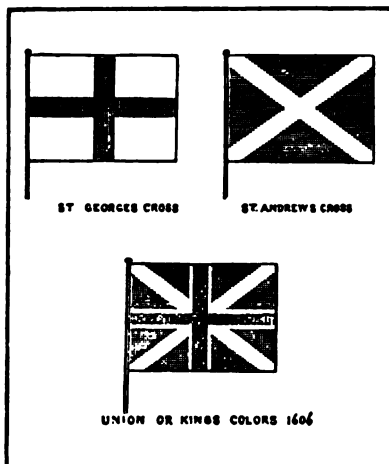 ST GEORGES CROSS
ST. ANDREWS CROSS
UNION OR KINGS COLORS 1606